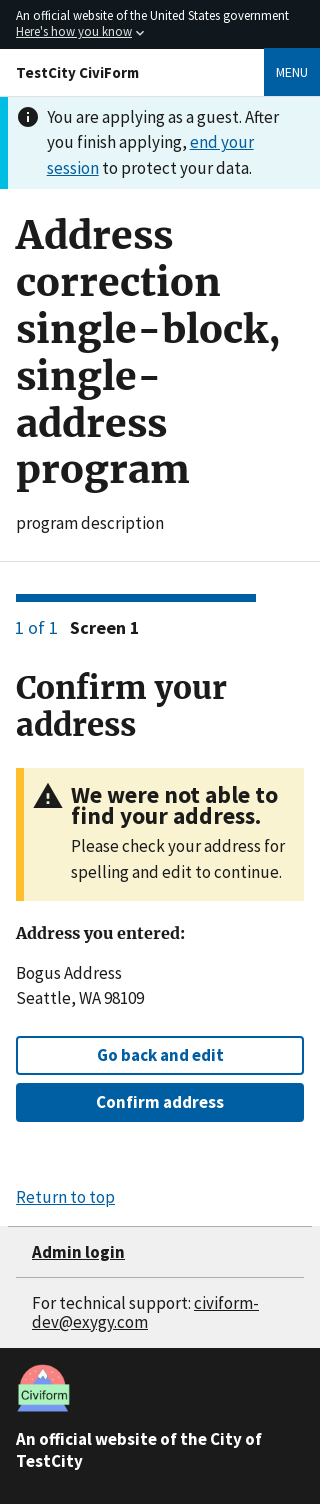 An official website of the United States government
Here's how you know
TestCity CiviForm
MENU
You are applying as a guest. After
you finish applying, end your
session to protect your data.
Address
correction
single-block,
single-
address
program
program description
1 of 1 Screen 1
Confirm your
address
We were not able to
find your address.
Please check your address for
spelling and edit to continue.
Address you entered:
Bogus Address
Seattle, WA 98109
Go back and edit
Confirm address
Return to top
Admin login
For technical support: civiform-
dev@exygy.com
Civiform
An official website of the City of
TestCity